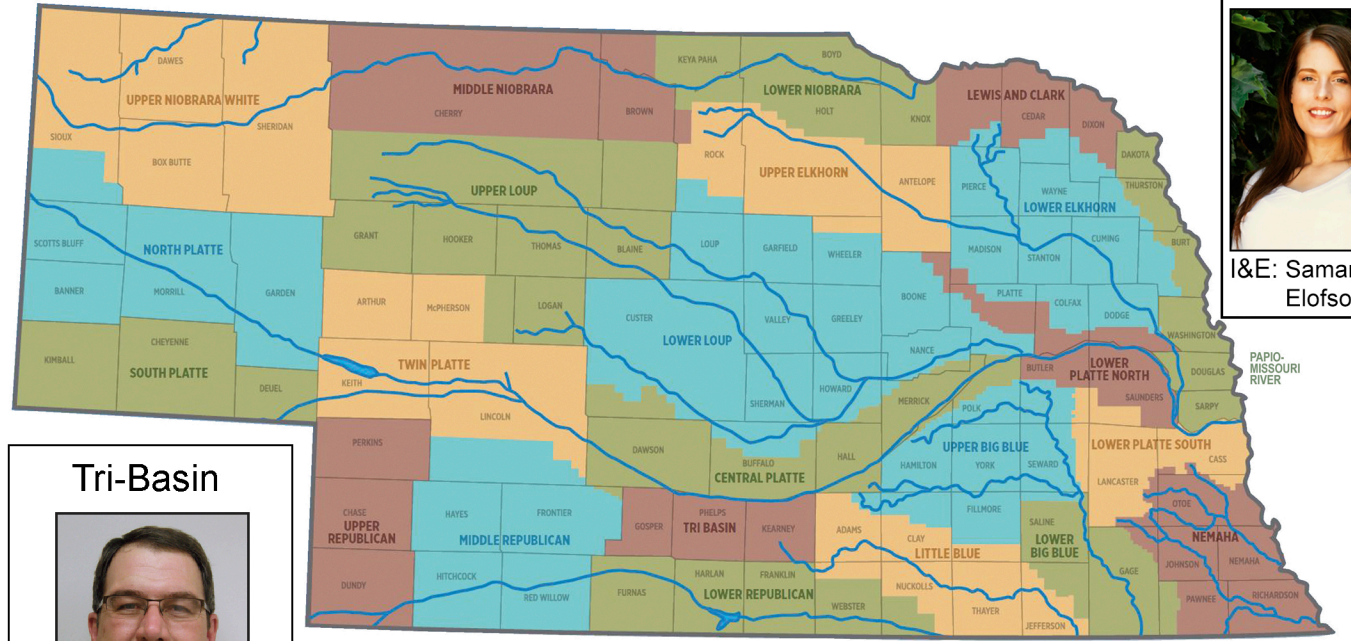 DAWES
UPPER NIOBRARA WHITE
SIOUX
SHERIDAN
BOX BUTTE
MIDDLE NIOBRARA
CHERRY
BROWN
KEYA PAHA
BOYD
LOWER NIOBRARA
HOLT
KNOX
LEWIS AND CLARK
CEDAR
DIXON
DAKOTA
THURSTON
ROCK
UPPER ELKHORN
ANTELOPE
PIERCE
WAYNE
LOWER ELKHORN
CUMING
BURT
MADISON
STANTON
UPPER LOUP
GRANT
HOOKER
THOMAS
BLAINE
LOUP
GARFIELD
WHEELER
SCOTTS BLUFF
NORTH PLATTE
BANNER
MORRILL
GARDEN
ARTHUR
McPHERSON
LOGAN
CUSTER
LOWER LOUP
VALLEY
GREELEY
BOONE
PLATTE
COLFAX
DODGE
WASHINGTON
NANCE
KIMBALL
CHEYENNE
SOUTH PLATTE
DEUEL
TWIN PLATTE
KEITH
LINCOLN
SHERMAN
HOWARD
MERRICK
POLK
BUTLER
LOWER
PLATTE NORTH
SAUNDERS
DOUGLAS
SARPY
PAPIO-
MISSOURI
RIVER
PERKINS
DAWSON
BUFFALO
CENTRAL PLATTE
HALL
HAMILTON
UPPER BIG BLUE
YORK
SEWARD
LOWER PLATTE SOUTH
CASS
LANCASTER
OTOE
CHASE
UPPER
REPUBLICAN
DUNDY
HAYES
FRONTIER
MIDDLE REPUBLICAN
HITCHCOCK
RED WILLOW
GOSPER
PHELPS
TRI BASIN
KEARNEY
ADAMS
CLAY
LITTLE BLUE
FILLMORE
SALINE
LOWER
BIG BLUE
GAGE
NEMAHA
JOHNSON
NEMAHA
PAWNEE
RICHARDSON
FURNAS
HARLAN
FRANKLIN
LOWER REPUBLICAN
WEBSTER
NUCKOLLS
THAYER
JEFFERSON
I&E: Samar
Elofso
Tri-Basin